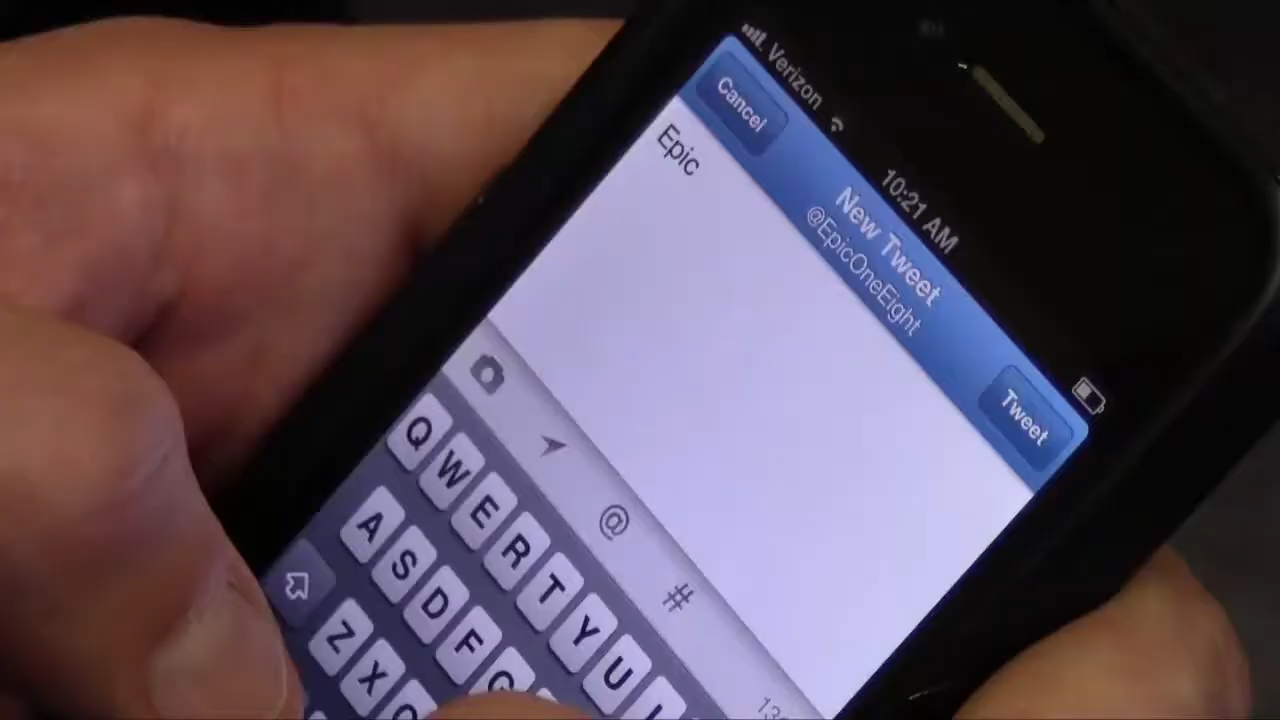 Verizon
10:21 AM
Cancel
New Tweet
@EpicOneEight
Tweet
Epic
@
#
Q W E R T Y U
A S D F G
Z X